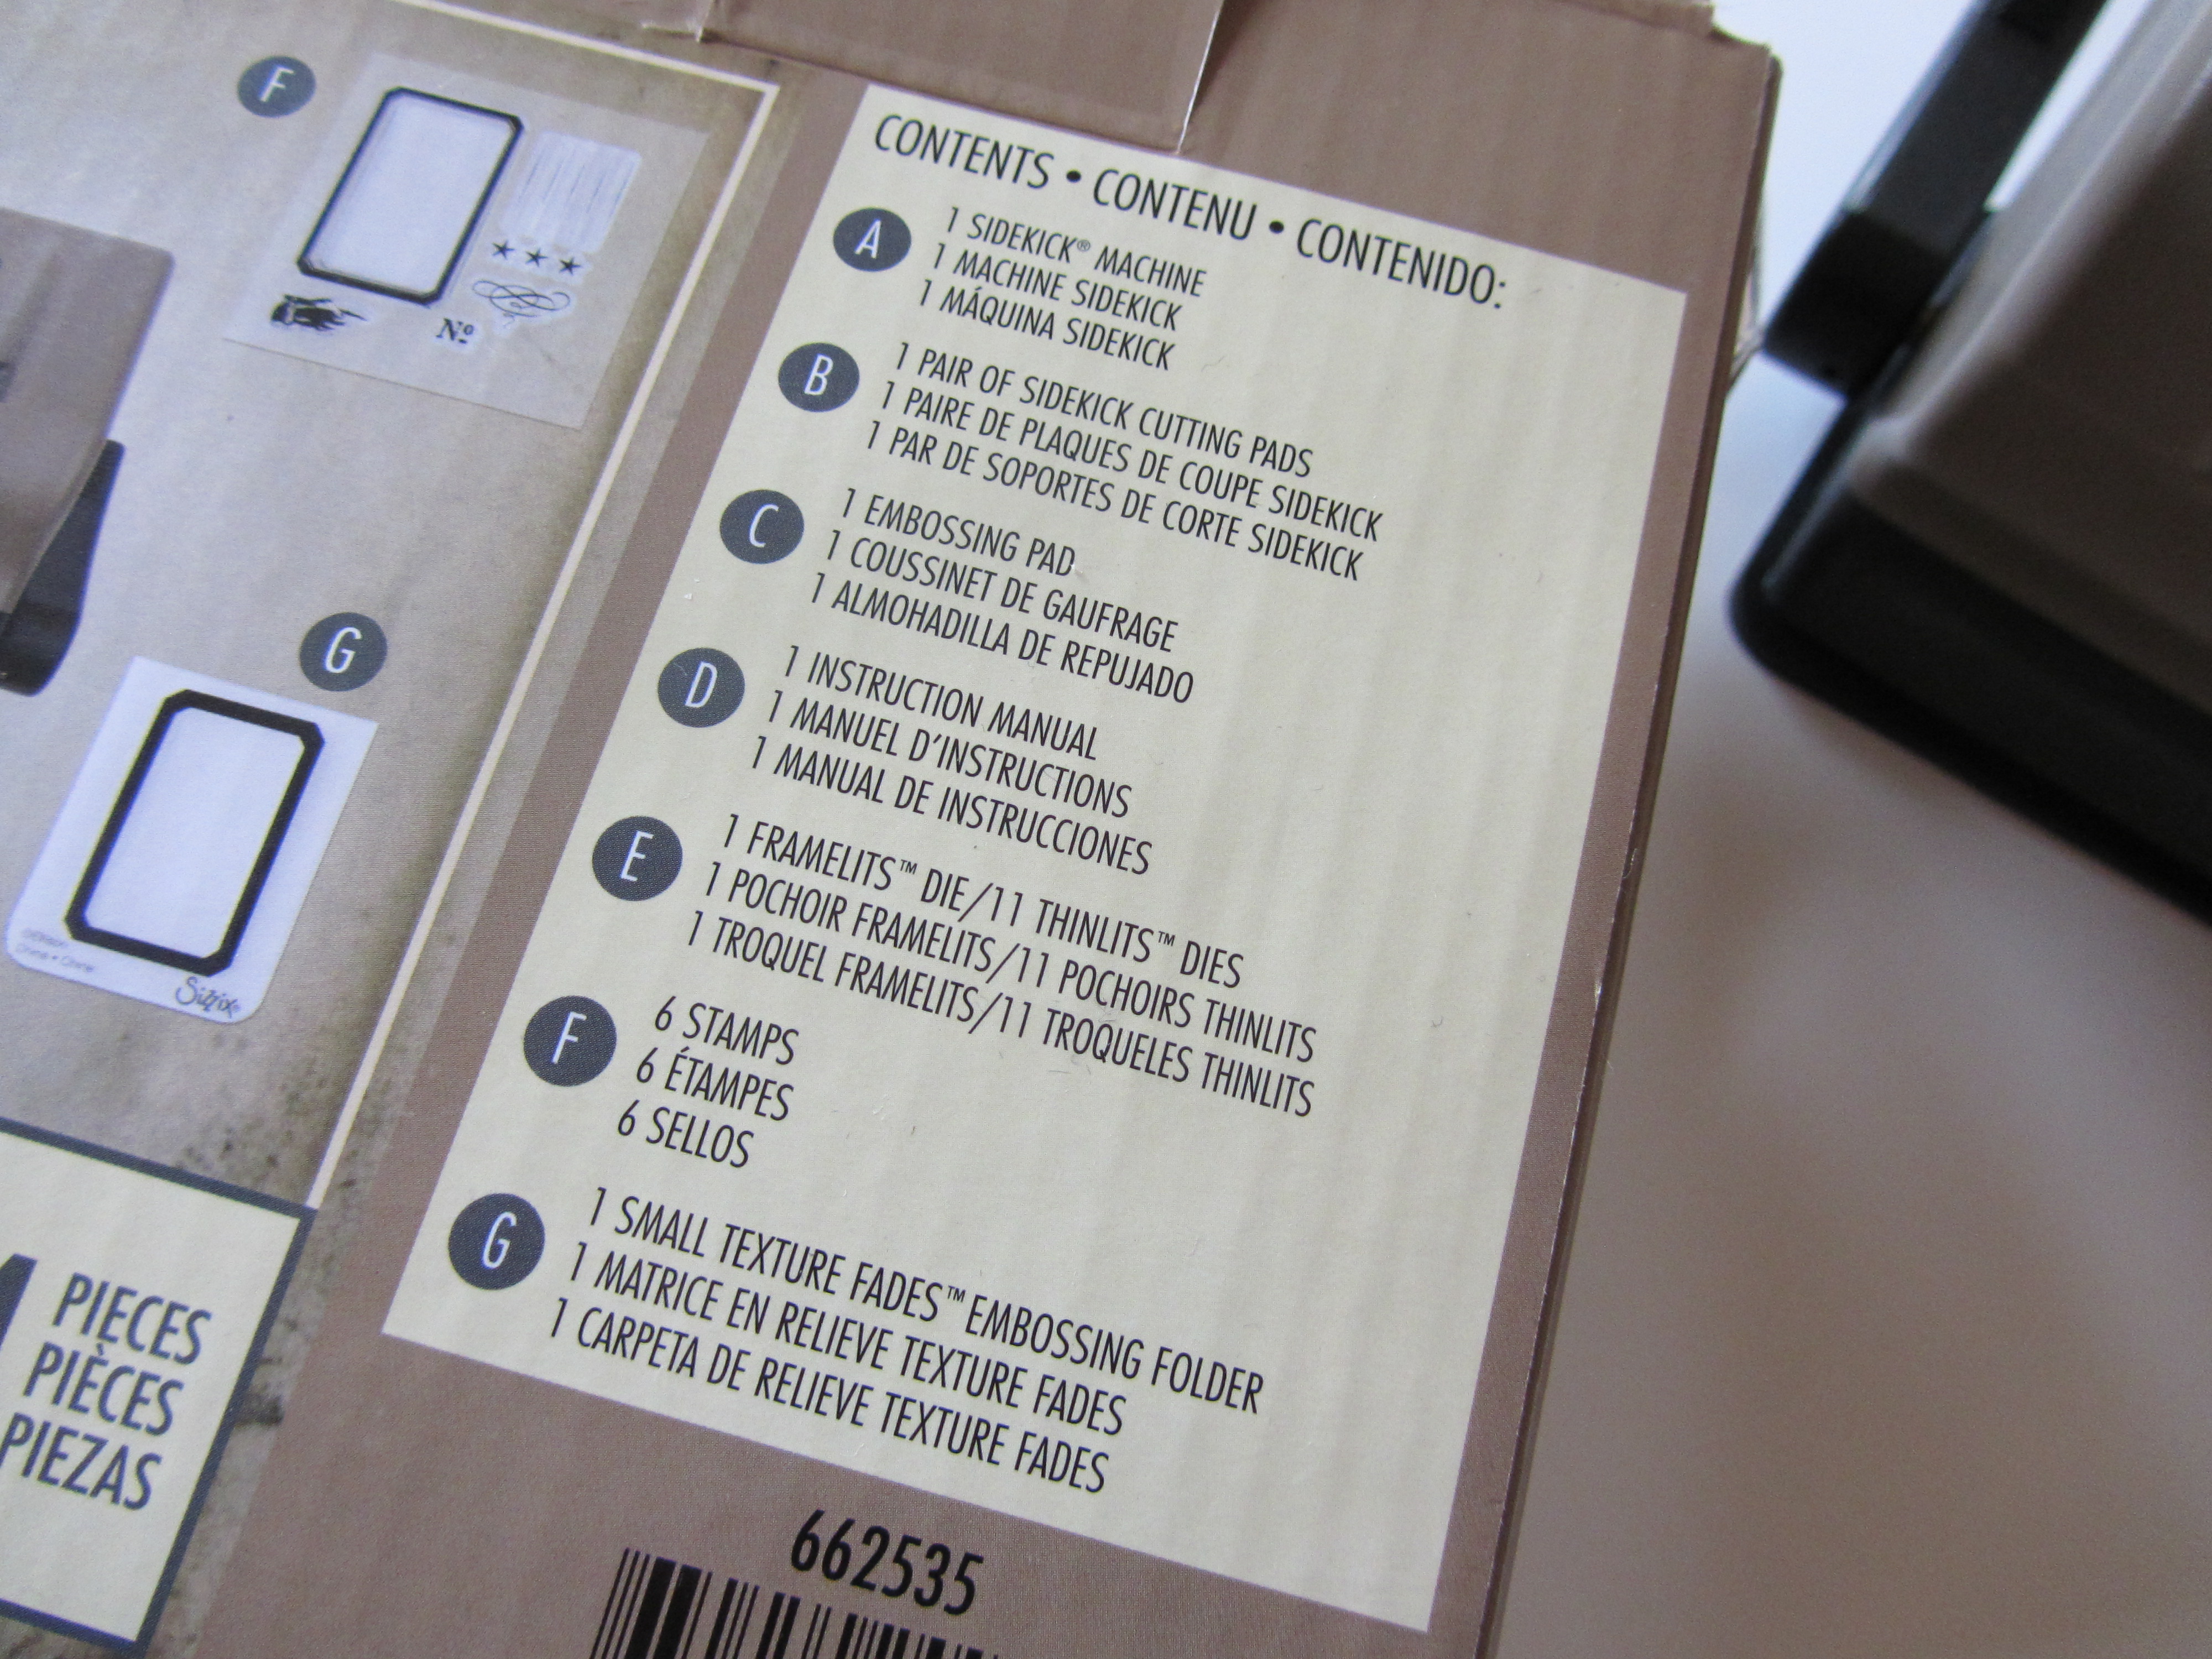 F
Nº
G
Sizzix
PIECES
PIÈCES
PIEZAS
CONTENTS • CONTENU • CONTENIDO:
A
1 SIDEKICK® MACHINE
1 MACHINE SIDEKICK
1 MÁQUINA SIDEKICK
B
1 PAIR OF SIDEKICK CUTTING PADS
1 PAIRE DE PLAQUES DE COUPE SIDEKICK
1 PAR DE SOPORTES DE CORTE SIDEKICK
C
1 EMBOSSING PAD
1 COUSSINET DE GAUFRAGE
1 ALMOHADILLA DE REPUJADO
D
1 INSTRUCTION MANUAL
1 MANUEL D'INSTRUCTIONS
1 MANUAL DE INSTRUCCIONES
E
1 FRAMELITS™ DIE/11 THINLITS™ DIES
1 POCHOIR FRAMELITS/11 POCHOIRS THINLITS
1 TROQUEL FRAMELITS/11 TROQUELES THINLITS
F
6 STAMPS
6 ÉTAMPES
6 SELLOS
G
1 SMALL TEXTURE FADES™ EMBOSSING FOLDER
1 MATRICE EN RELIEVE TEXTURE FADES
1 CARPETA DE RELIEVE TEXTURE FADES
662535